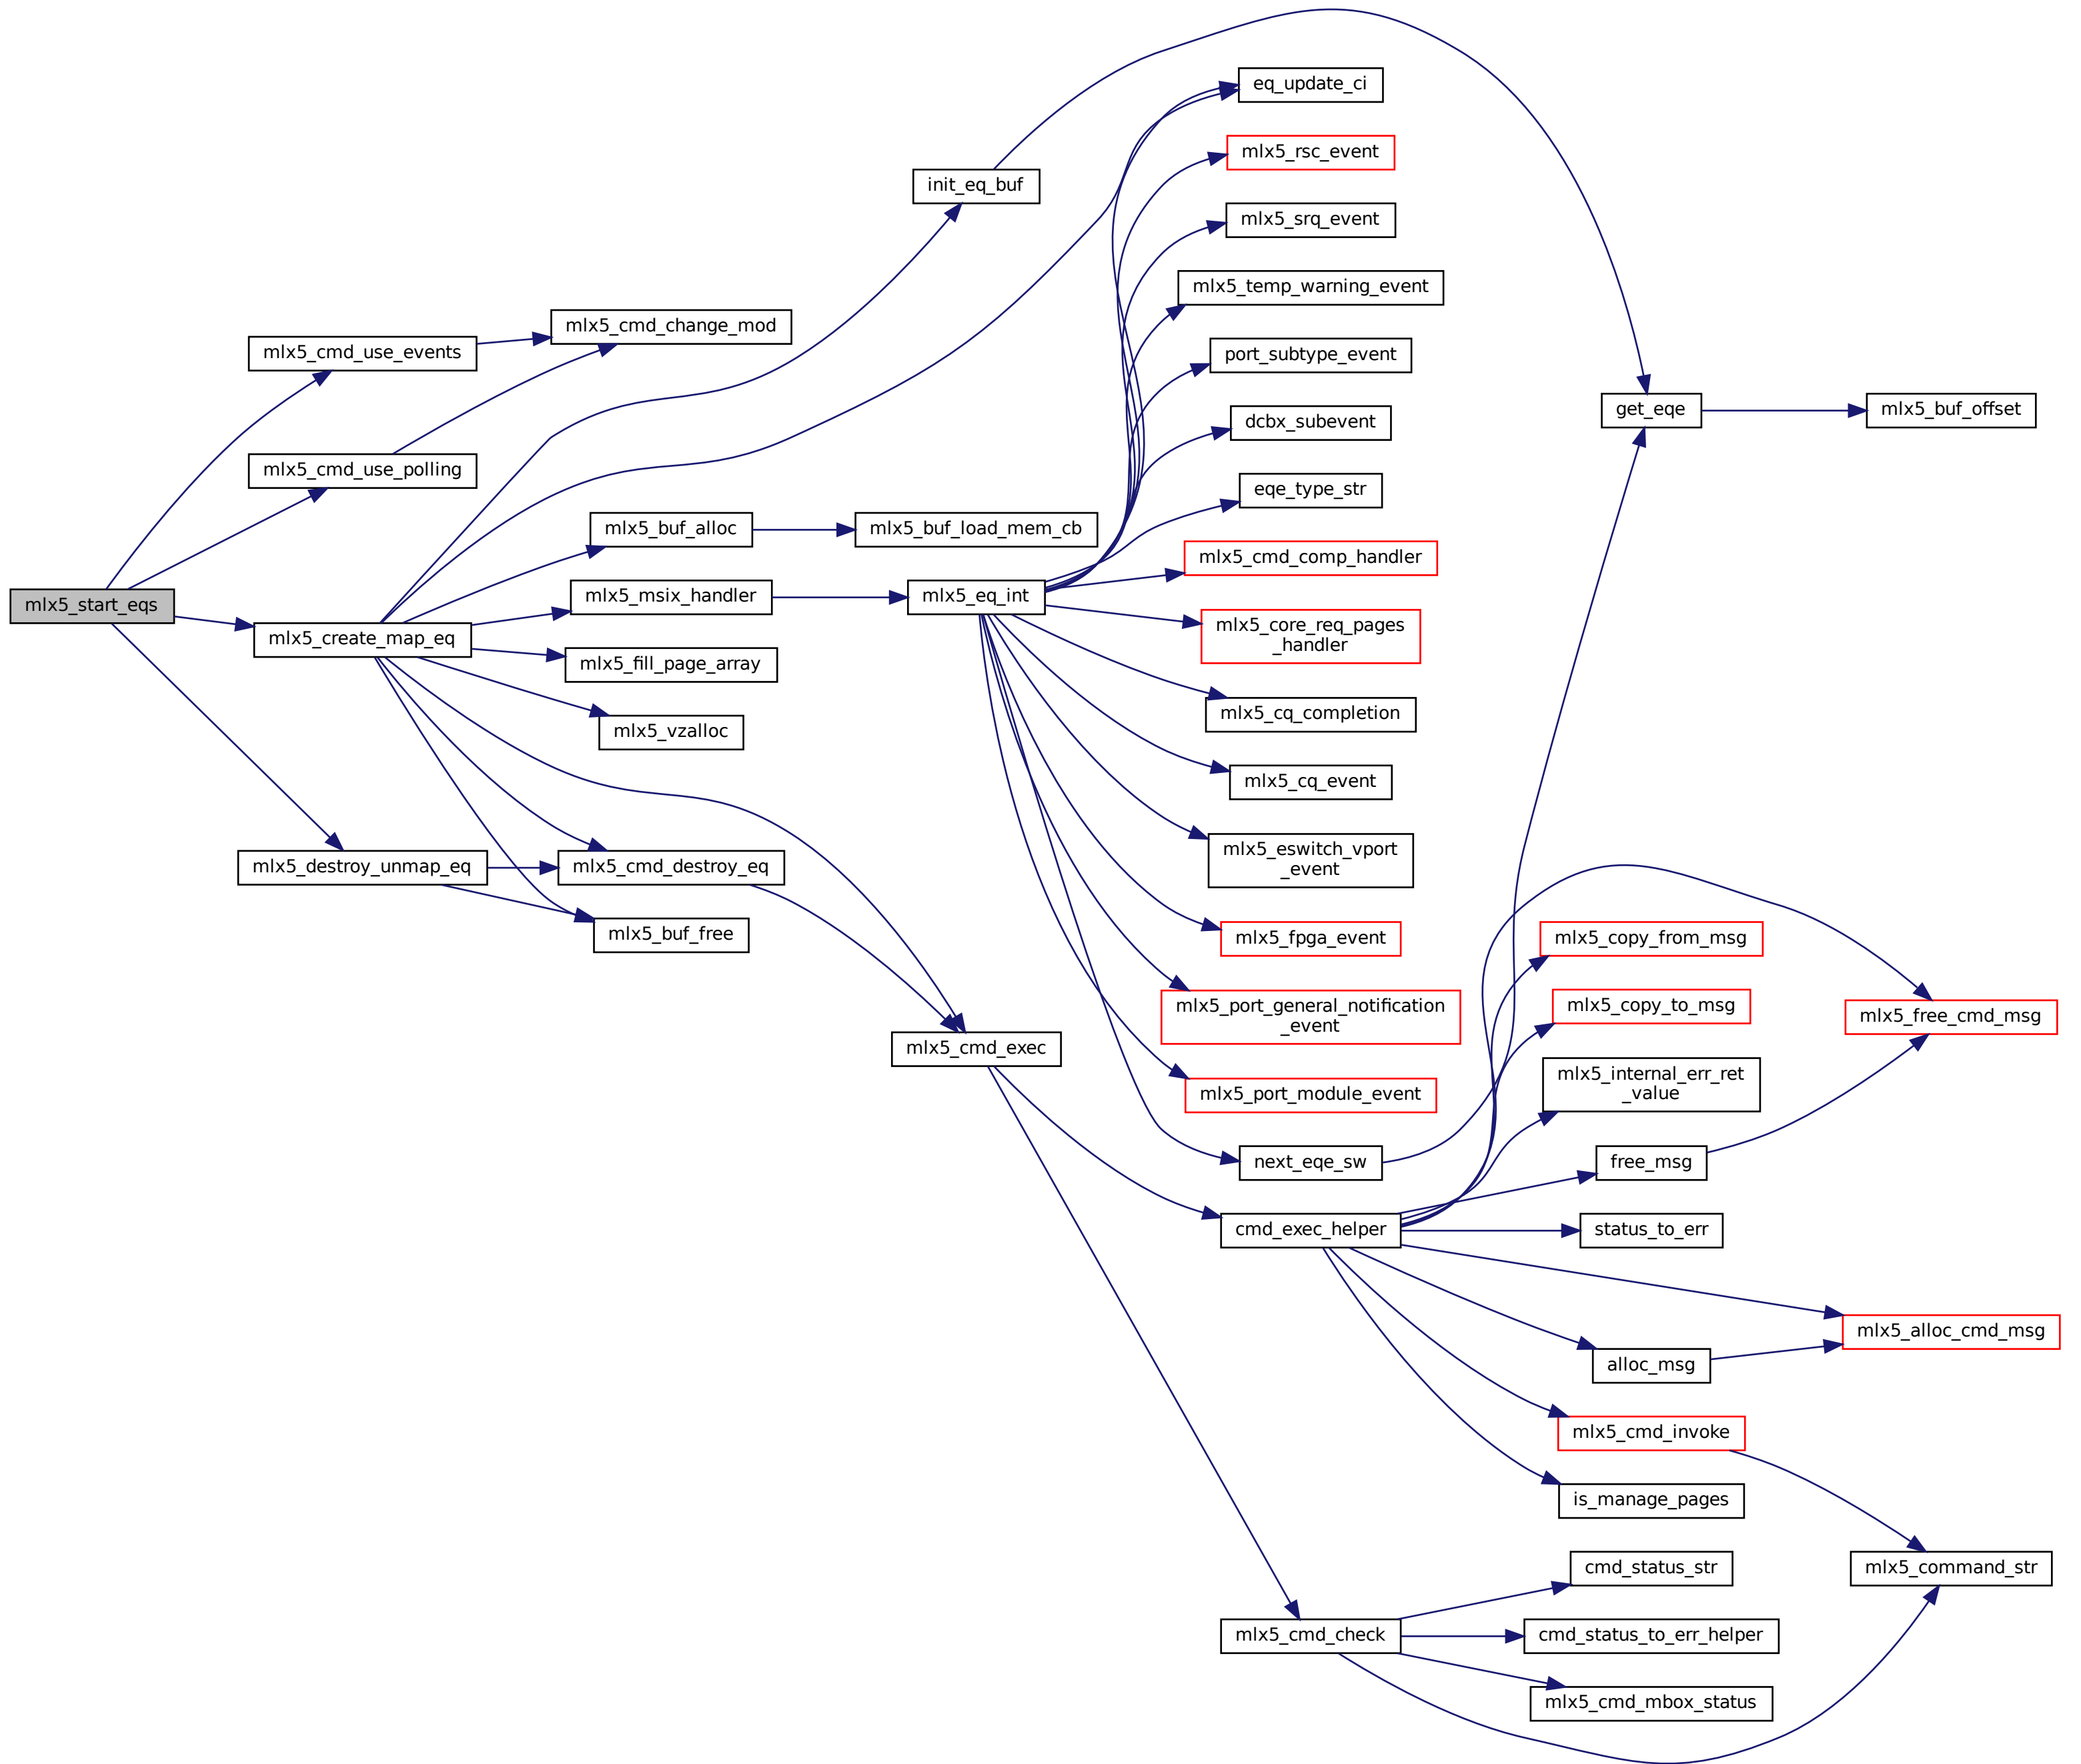 mlx5_start_eqs
mlx5_cmd_use_events
mlx5_cmd_use_polling
mlx5_create_map_eq
mlx5_destroy_unmap_eq
mlx5_cmd_change_mod
mlx5_buf_alloc
mlx5_msix_handler
mlx5_fill_page_array
mlx5_vzalloc
mlx5_cmd_destroy_eq
mlx5_buf_free
init_eq_buf
mlx5_buf_load_mem_cb
mlx5_eq_int
mlx5_cmd_exec
eq_update_ci
mlx5_rsc_event
mlx5_srq_event
mlx5_temp_warning_event
port_subtype_event
dcbx_subevent
eqe_type_str
mlx5_cmd_comp_handler
mlx5_core_req_pages
_handler
mlx5_cq_completion
mlx5_cq_event
mlx5_eswitch_vport
_event
mlx5_fpga_event
mlx5_port_general_notification
_event
mlx5_port_module_event
next_eqe_sw
cmd_exec_helper
mlx5_cmd_check
get_eqe
mlx5_copy_from_msg
mlx5_copy_to_msg
mlx5_internal_err_ret
_value
free_msg
status_to_err
alloc_msg
mlx5_cmd_invoke
is_manage_pages
cmd_status_str
cmd_status_to_err_helper
mlx5_cmd_mbox_status
mlx5_buf_offset
mlx5_free_cmd_msg
mlx5_alloc_cmd_msg
mlx5_command_str